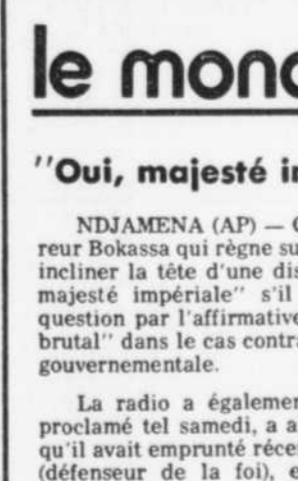 le mon
"Oui, majesté i
NDJAMENA (AP) —
reur Bokassa qui règne su
incliner la tête d'une dis
majesté impériale" s'il
question par l'affirmative
brutal" dans le cas contra
gouvernementale.
La radio a égalemen
proclamé tel samedi, a a
qu'il avait emprunté réce
(défenseur de la foi), e